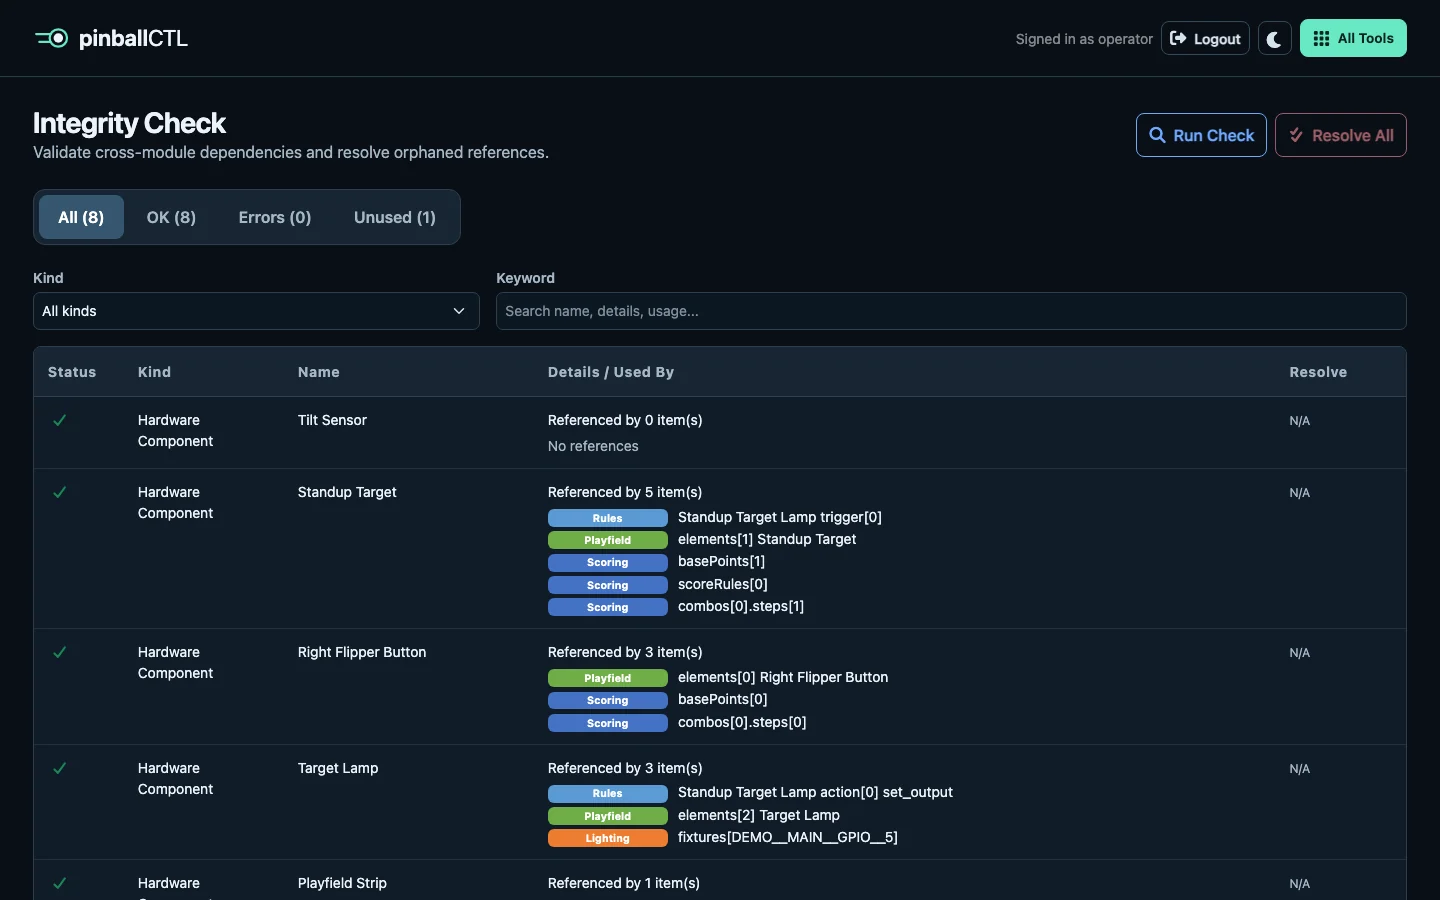 pinballCTL
Signed in as operator
Logout
All Tools
Integrity Check
Validate cross-module dependencies and resolve orphaned references.
Run Check
Resolve All
All (8)
OK (8)
Errors (0)
Unused (1)
Kind
Keyword
All kinds
Search name, details, usage...
Status
Kind
Name
Details / Used By
Resolve
Hardware
Component
Tilt Sensor
Referenced by 0 item(s)
No references
N/A
Hardware
Component
Standup Target
Referenced by 5 item(s)
Rules Standup Target Lamp trigger[0]
Playfield elements[1] Standup Target
Scoring basePoints[1]
Scoring scoreRules[0]
Scoring combos[0].steps[1]
N/A
Hardware
Component
Right Flipper Button
Referenced by 3 item(s)
Playfield elements[0] Right Flipper Button
Scoring basePoints[0]
Scoring combos[0].steps[0]
N/A
Hardware
Component
Target Lamp
Referenced by 3 item(s)
Rules Standup Target Lamp action[0] set_output
Playfield elements[2] Target Lamp
Lighting fixtures[DEMO__MAIN__GPIO__5]
N/A
Hardware
Playfield Strip
Referenced by 1 item(s)
N/A